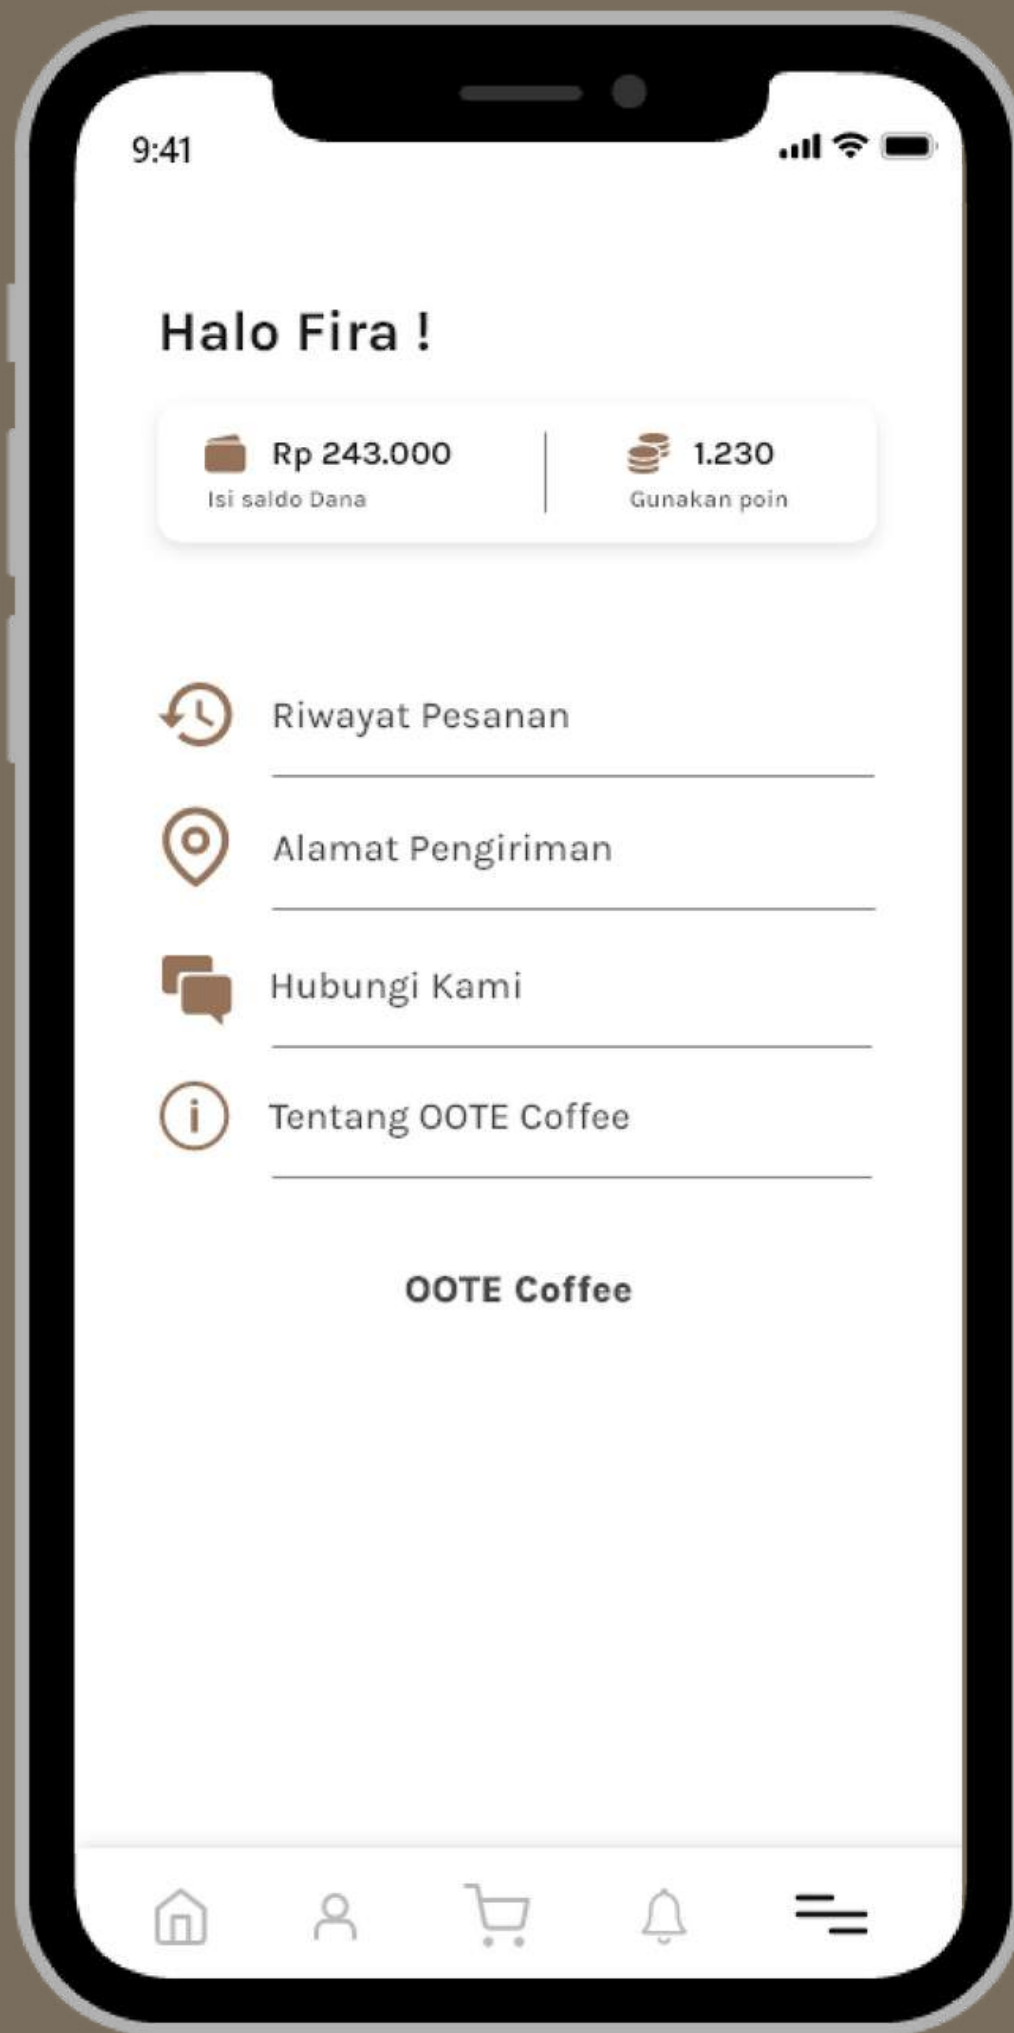 9:41
Halo Fira !
Rp 243.000
Isi saldo Dana
1.230
Gunakan poin
Riwayat Pesanan
Alamat Pengiriman
Hubungi Kami
Tentang OOTE Coffee
OOTE Coffee